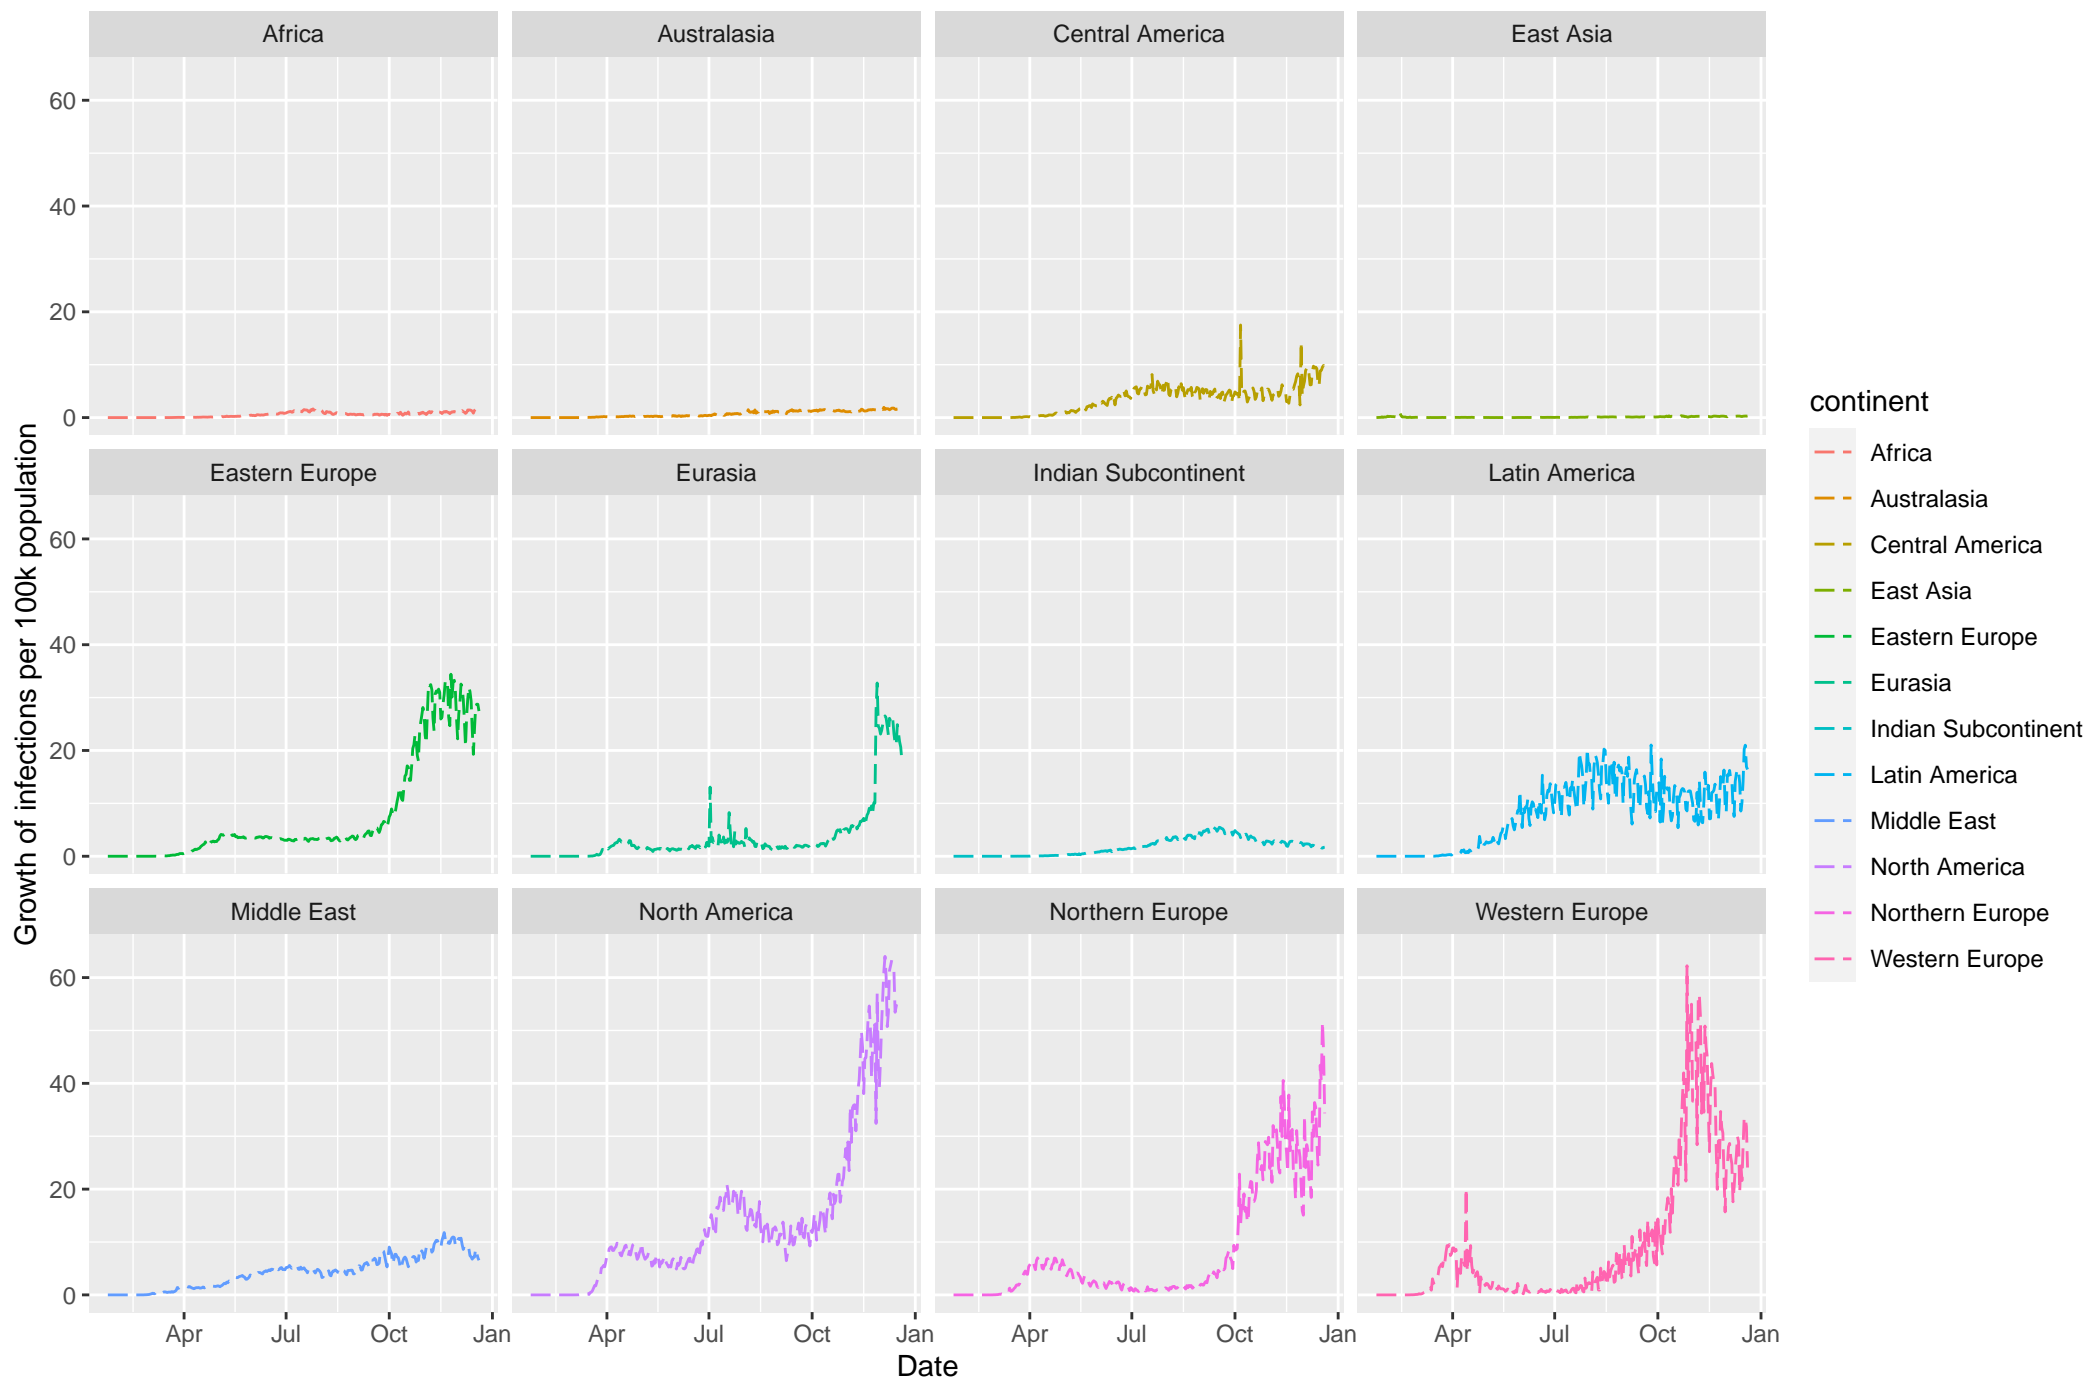 Africa
Australasia
Central America
East Asia
60
40
20
0
Eastern Europe
Eurasia
Indian Subcontinent
Latin America
60
40
20
0
Middle East
North America
Northern Europe
Western Europe
60
40
20
0
Apr Jul Oct Jan
Apr Jul Oct Jan
Apr Jul Oct Jan
Apr Jul Oct Jan
Date
Growth of infections per 100k population
continent
Africa
Australasia
Central America
East Asia
Eastern Europe
Eurasia
Indian Subcontinent
Latin America
Middle East
North America
Northern Europe
Western Europe